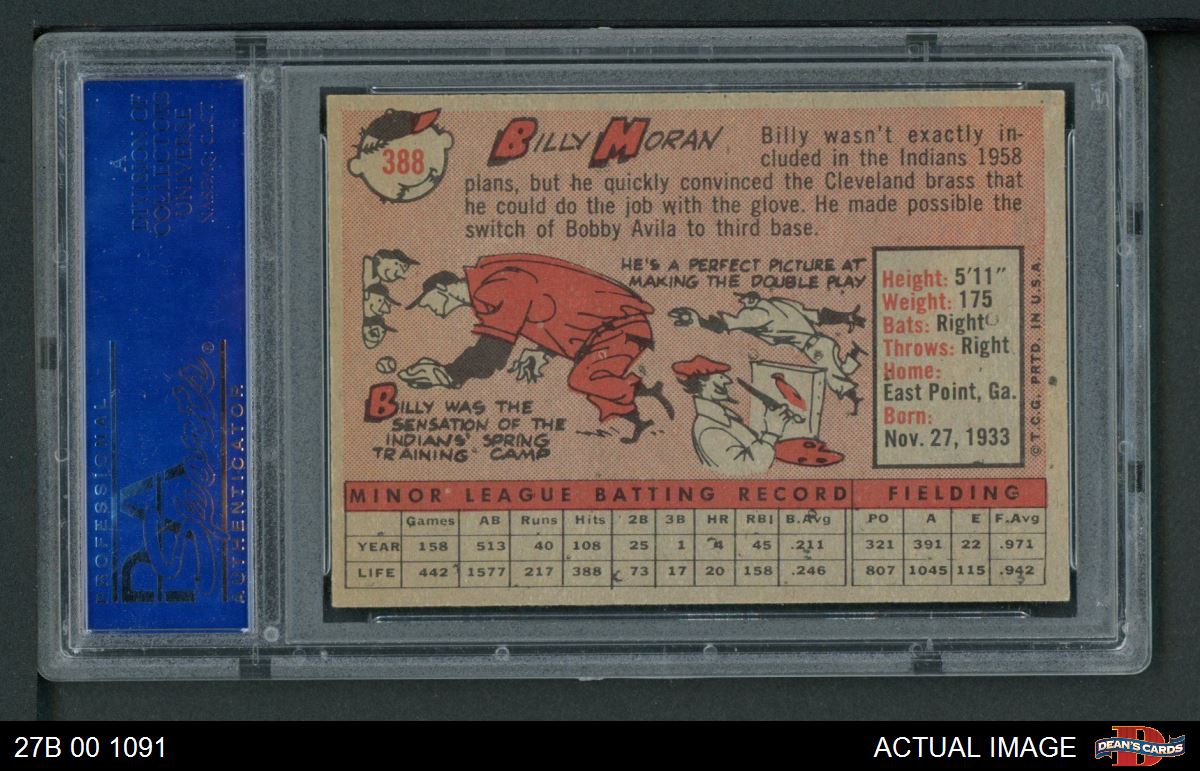 A
DIVISION OF
COLLECTORS
UNIVERSE
NASDAQ: CLCT
PROFESSIONAL
PSA
Sports®
AUTHENTICATOR
388
BILLY MORAN
Billy wasn't exactly in-
cluded in the Indians 1958
plans, but he quickly convinced the Cleveland brass that
he could do the job with the glove. He made possible the
switch of Bobby Avila to third base.
HE'S A PERFECT PICTURE AT
MAKING THE DOUBLE PLAY
BILLY WAS THE
SENSATION OF THE
INDIANS' SPRING
TRAINING CAMP
Height: 5'11"
Weight: 175
Bats: Right
Throws: Right
Home:
East Point, Ga.
Born:
Nov. 27, 1933
© T.C.G. PRTD. IN U.S.A.
MINOR LEAGUE BATTING RECORD FIELDING
Games AB Runs Hits 2B 3B HR RBI B.Avg PO A E F.Avg
YEAR 158 513 40 108 25 1 4 45 .211 321 391 22 .971
LIFE 442 1577 217 388 73 17 20 158 .246 807 1045 115 .942
27B 00 1091
ACTUAL IMAGE
D
DEAN'S CARDS